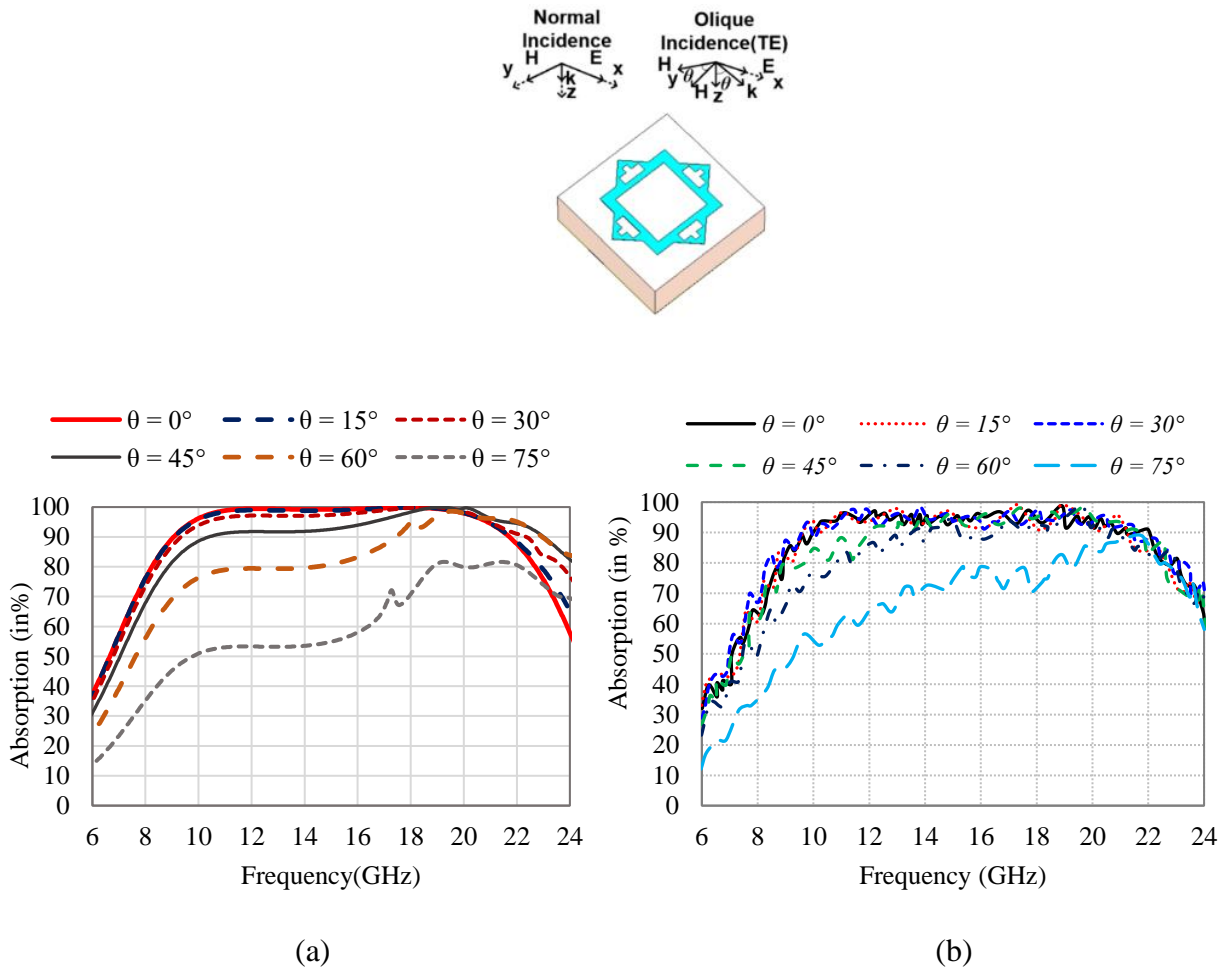 Normal Incidence
H E
y k x
z
Olique Incidence(TE)
H E
y θ θ x
H z k
θ = 0° θ = 15° θ = 30°
θ = 45° θ = 60° θ = 75°
Absorption (in%)
100
90
80
70
60
50
40
30
20
10
0
6 8 10 12 14 16 18 20 22 24
Frequency(GHz)
(a)
θ = 0° θ = 15° θ = 30°
θ = 45° θ = 60° θ = 75°
Absorption (in %)
100
90
80
70
60
50
40
30
20
10
0
6 8 10 12 14 16 18 20 22 24
Frequency (GHz)
(b)